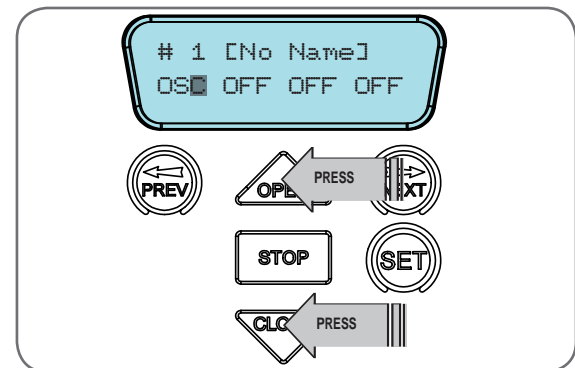 # 1 [No Name]
OSC OFF OFF OFF
PREV
PRESS
STOP
SET
PRESS